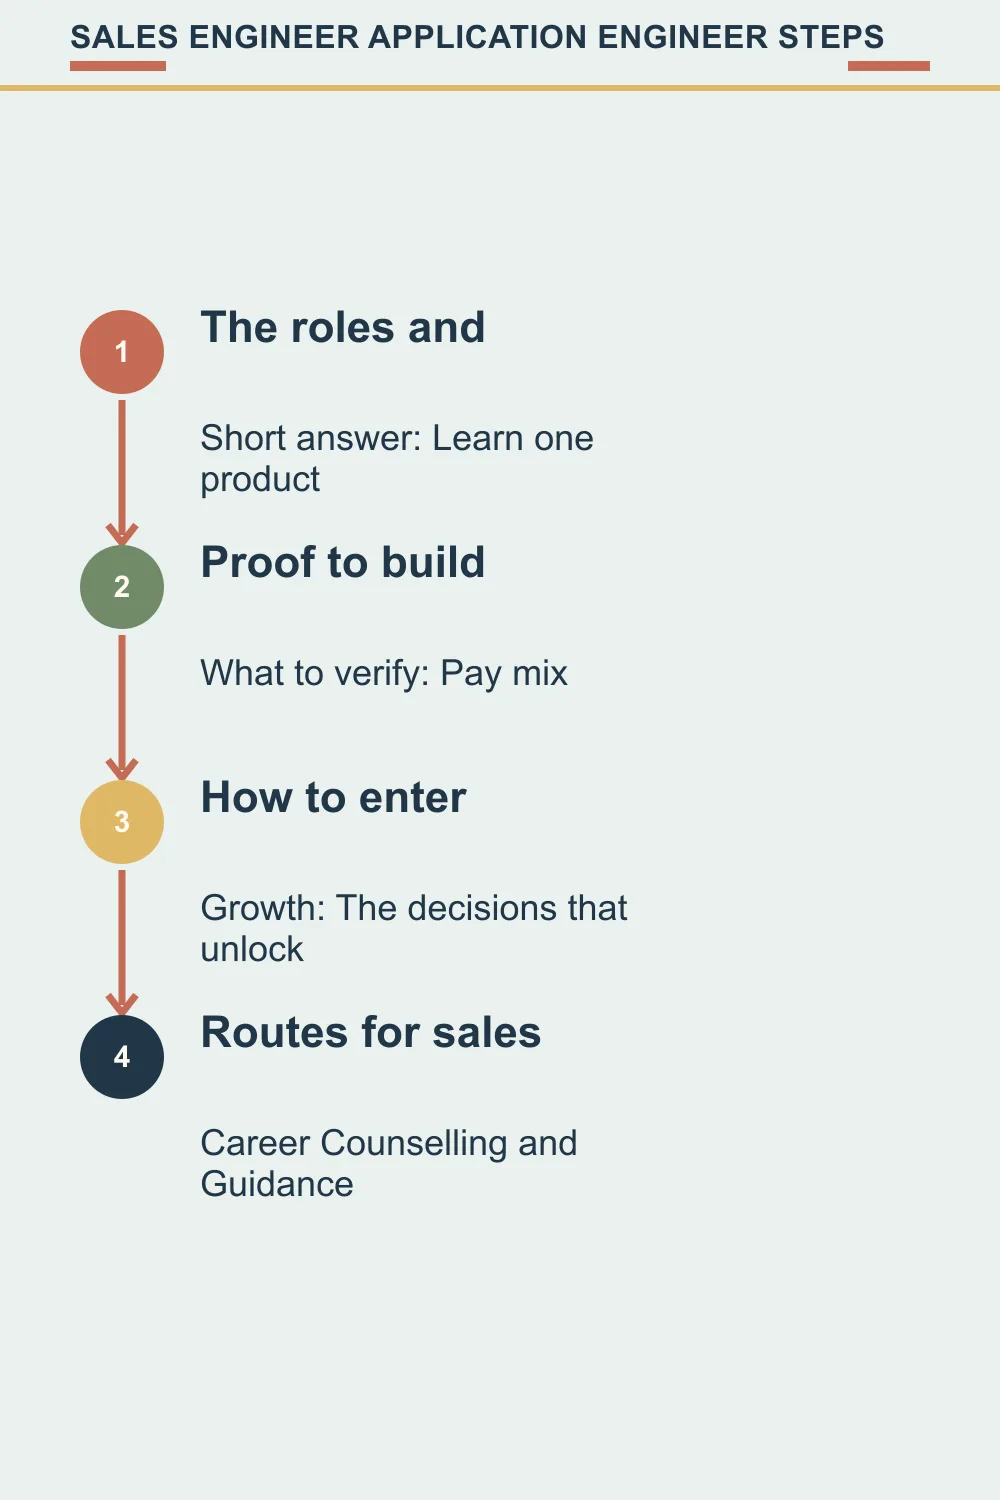 SALES ENGINEER APPLICATION ENGINEER STEPS
1
The roles and
Short answer: Learn one
product
2
Proof to build
What to verify: Pay mix
3
How to enter
Growth: The decisions that
unlock
4
Routes for sales
Career Counselling and
Guidance